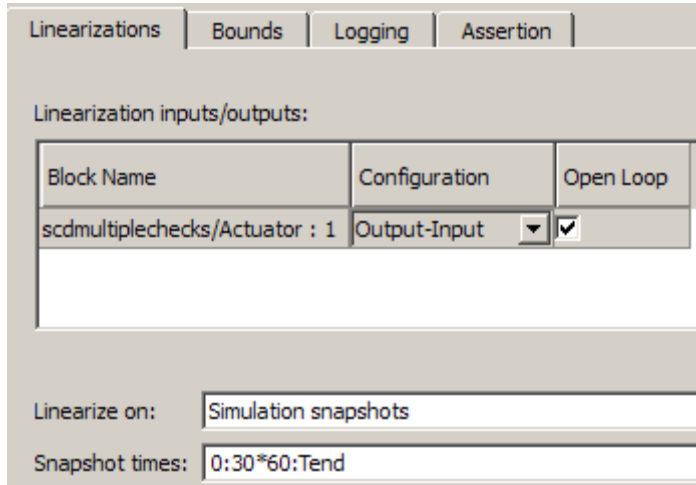 Linearizations Bounds Logging Assertion
Linearization inputs/outputs:
Block Name Configuration Open Loop
scdmultiplechecks/Actuator : 1 Output-Input
Linearize on: Simulation snapshots
Snapshot times: 0:30*60:Tend